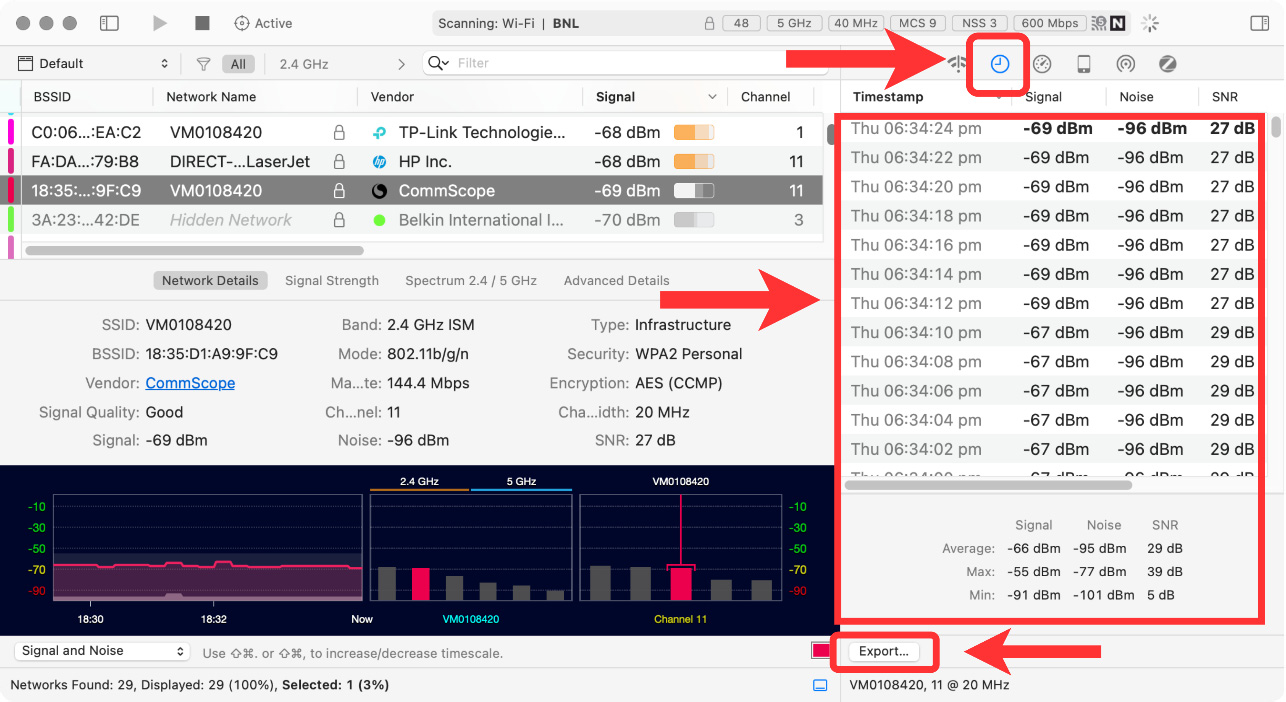 Active
Scanning: Wi-Fi | BNL
48
5 GHz
40 MHz
MCS 9
NSS 3
600 Mbps
N
Default
All
2.4 GHz
Filter
BSSID Network Name Vendor Signal Channel
C0:06...:EA:C2 VM0108420 TP-Link Technologie... -68 dBm 1
FA:DA...:79:B8 DIRECT-...LaserJet HP Inc. -68 dBm 11
18:35:...:9F:C9 VM0108420 CommScope -69 dBm 11
3A:23:...42:DE Hidden Network Belkin International I... -70 dBm 3
Network Details Signal Strength Spectrum 2.4 / 5 GHz Advanced Details
SSID: VM0108420 Band: 2.4 GHz ISM Type: Infrastructure
BSSID: 18:35:D1:A9:9F:C9 Mode: 802.11b/g/n Security: WPA2 Personal
Vendor: CommScope Ma...te: 144.4 Mbps Encryption: AES (CCMP)
Signal Quality: Good Ch...nel: 11 Cha...idth: 20 MHz
Signal: -69 dBm Noise: -96 dBm SNR: 27 dB
2.4 GHz 5 GHz VM0108420
-10 -10
-30 -30
-50 -50
-70 -70
-90 -90
18:30 18:32 Now VM0108420 Channel 11
Signal and Noise
Use ⇧⌘. or ⇧⌘, to increase/decrease timescale.
Networks Found: 29, Displayed: 29 (100%), Selected: 1 (3%)
Timestamp Signal Noise SNR
Thu 06:34:24 pm -69 dBm -96 dBm 27 dB
Thu 06:34:22 pm -69 dBm -96 dBm 27 dB
Thu 06:34:20 pm -69 dBm -96 dBm 27 dB
Thu 06:34:18 pm -69 dBm -96 dBm 27 dB
Thu 06:34:16 pm -69 dBm -96 dBm 27 dB
Thu 06:34:14 pm -69 dBm -96 dBm 27 dB
Thu 06:34:12 pm -69 dBm -96 dBm 27 dB
Thu 06:34:10 pm -67 dBm -96 dBm 29 dB
Thu 06:34:08 pm -67 dBm -96 dBm 29 dB
Thu 06:34:06 pm -67 dBm -96 dBm 29 dB
Thu 06:34:04 pm -67 dBm -96 dBm 29 dB
Thu 06:34:02 pm -67 dBm -96 dBm 29 dB
Thu 06:34:00 pm -67 dBm -96 dBm 29 dB
Signal Noise SNR
Average: -66 dBm -95 dBm 29 dB
Max: -55 dBm -77 dBm 39 dB
Min: -91 dBm -101 dBm 5 dB
Export...
VM0108420, 11 @ 20 MHz